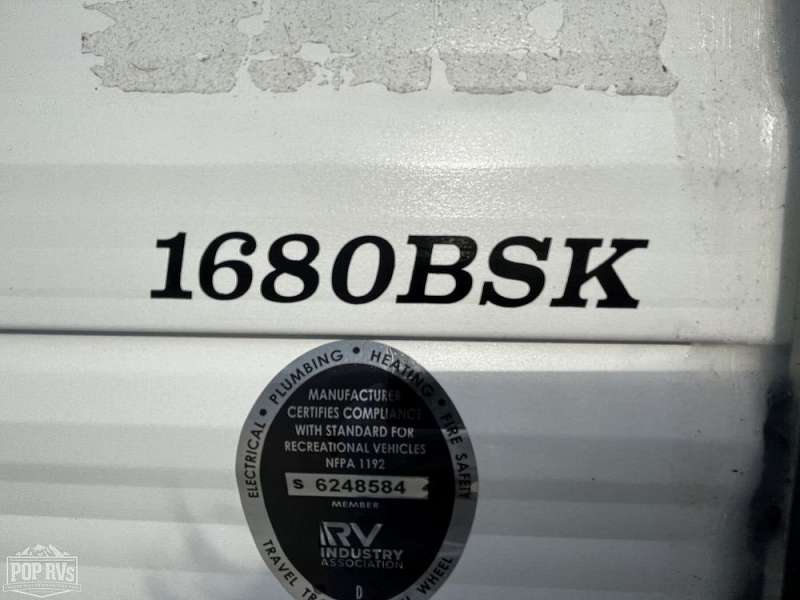 1680BSK
ELECTRICAL • PLUMBING • HEATING • FIRE SAFETY
MANUFACTURER
CERTIFIES COMPLIANCE
WITH STANDARD FOR
RECREATIONAL VEHICLES
NFPA 1192
S 6248584
MEMBER
RV
INDUSTRY
ASSOCIATION
D
TRAVEL WHEEL
POP RVs